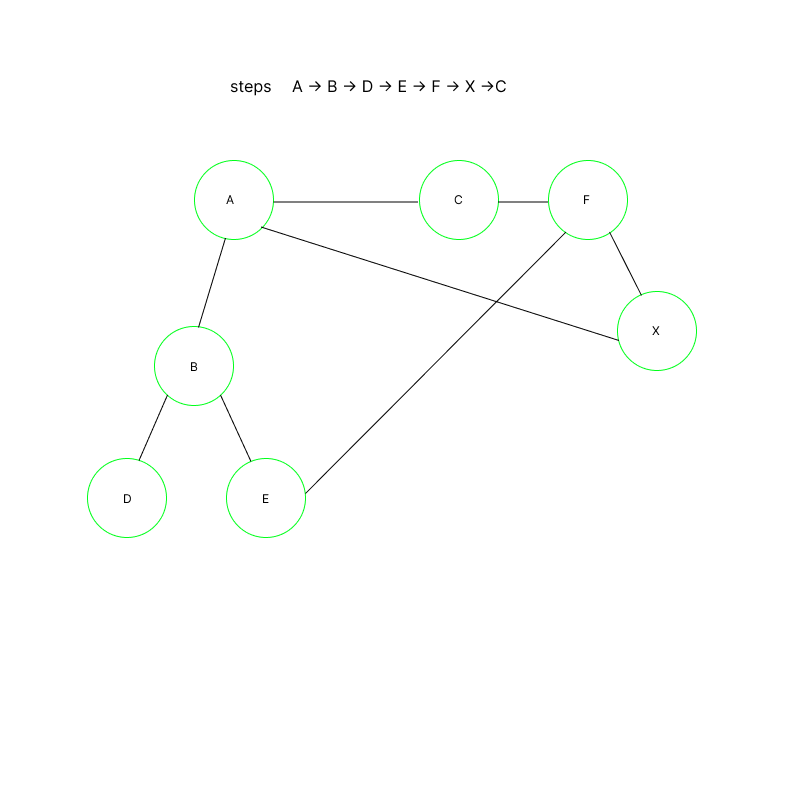 steps A → B → D → E → F → X →C
A
C
F
X
B
D
E